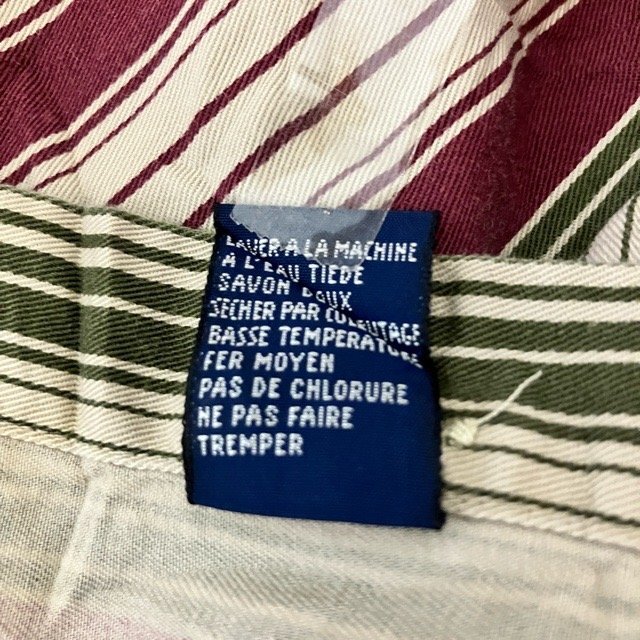 LAVER A LA MACHINE
A L'EAU TIEDE
SAVON DOUX
SECHER PAR CULBUTAGE
BASSE TEMPERATURE
FER MOYEN
PAS DE CHLORURE
NE PAS FAIRE
TREMPER